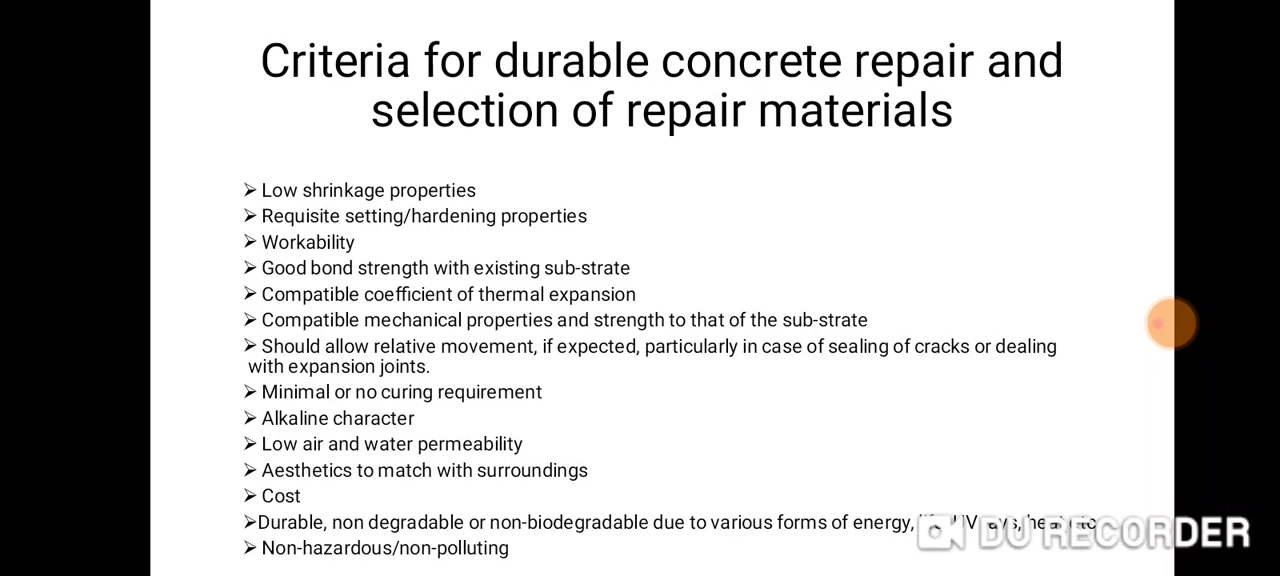 Criteria for durable concrete repair and
selection of repair materials
➢ Low shrinkage properties
➢ Requisite setting/hardening properties
➢ Workability
➢ Good bond strength with existing sub-strate
➢ Compatible coefficient of thermal expansion
➢ Compatible mechanical properties and strength to that of the sub-strate
➢ Should allow relative movement, if expected, particularly in case of sealing of cracks or dealing
with expansion joints.
➢ Minimal or no curing requirement
➢ Alkaline character
➢ Low air and water permeability
➢ Aesthetics to match with surroundings
➢ Cost
➢Durable, non degradable or non-biodegradable due to various forms of energy,
DU RECORDER
➢ Non-hazardous/non-polluting